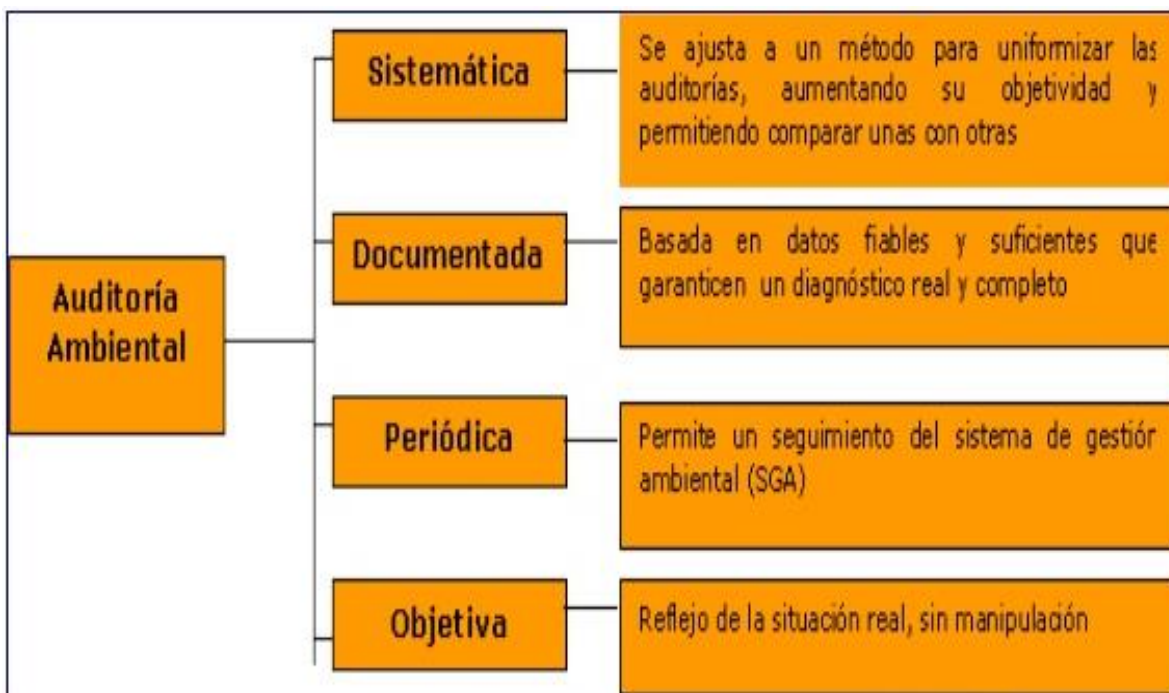 Auditoría
Ambiental
Sistemática
Se ajusta a un método para uniformizar las
auditorías, aumentando su objetividad y
permitiendo comparar unas con otras
Documentada
Basada en datos fiables y suficientes que
garanticen un diagnóstico real y completo
Periódica
Permite un seguimiento del sistema de gestión
ambiental (SGA)
Objetiva
Reflejo de la situación real, sin manipulación